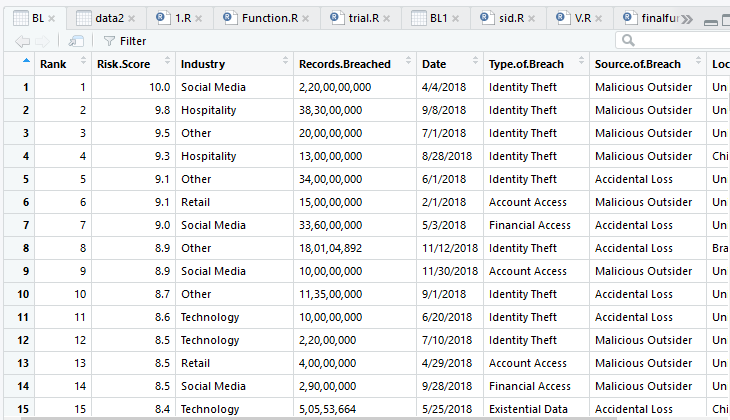 BL data2 1.R Function.R trial.R BL1 sid.R V.R finalfu
Filter
Rank Risk.Score Industry Records.Breached Date Type.of.Breach Source.of.Breach Loc
1 1 10.0 Social Media 2,20,00,00,000 4/4/2018 Identity Theft Malicious Outsider Un
2 2 9.8 Hospitality 38,30,00,000 9/8/2018 Identity Theft Malicious Outsider Un
3 3 9.5 Other 20,00,00,000 7/1/2018 Identity Theft Malicious Outsider Un
4 4 9.3 Hospitality 13,00,00,000 8/28/2018 Identity Theft Malicious Outsider Chi
5 5 9.1 Other 34,00,00,000 6/1/2018 Identity Theft Accidental Loss Un
6 6 9.1 Retail 15,00,00,000 2/1/2018 Account Access Malicious Outsider Un
7 7 9.0 Social Media 33,60,00,000 5/3/2018 Financial Access Accidental Loss Un
8 8 8.9 Other 18,01,04,892 11/12/2018 Identity Theft Accidental Loss Bra
9 9 8.9 Social Media 10,00,00,000 11/30/2018 Account Access Malicious Outsider Un
10 10 8.7 Other 11,35,00,000 9/1/2018 Identity Theft Accidental Loss Un
11 11 8.6 Technology 10,00,00,000 6/20/2018 Identity Theft Accidental Loss Un
12 12 8.5 Technology 2,20,00,000 7/10/2018 Identity Theft Malicious Outsider Un
13 13 8.5 Retail 4,00,00,000 4/29/2018 Account Access Malicious Outsider Un
14 14 8.5 Social Media 2,90,00,000 9/28/2018 Financial Access Malicious Outsider Un
15 15 8.4 Technology 5,05,53,664 5/25/2018 Existential Data Accidental Loss Chi